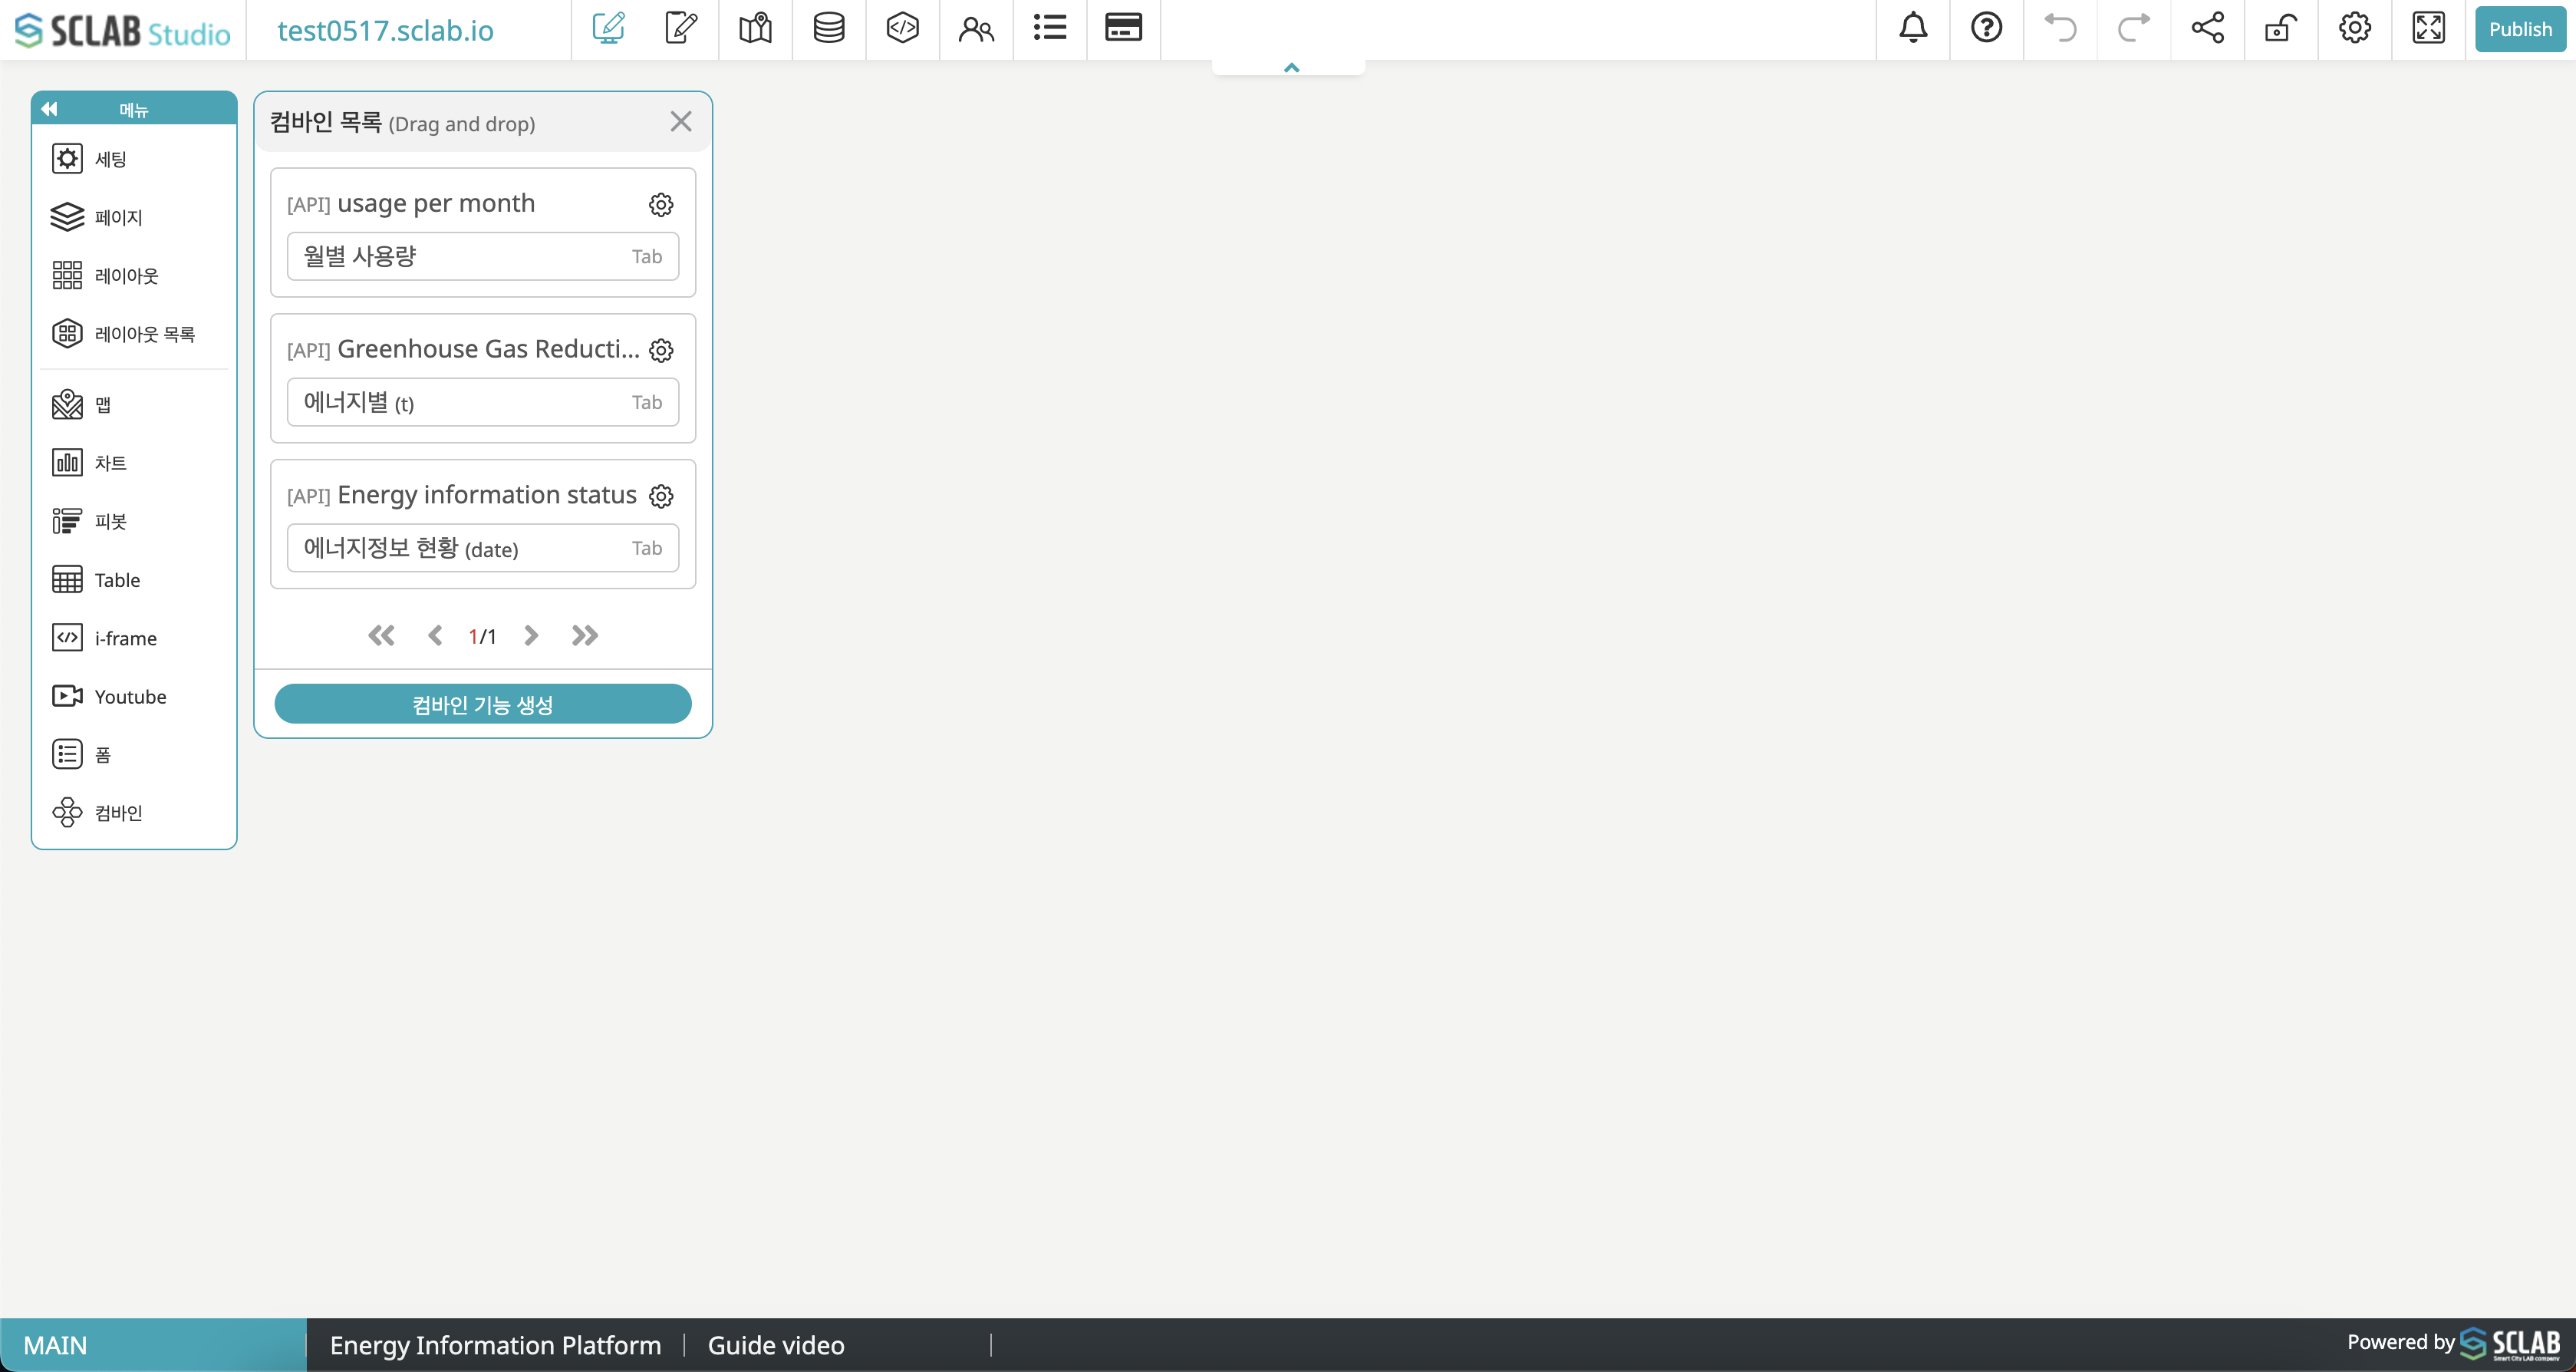 SCLAB Studio
test0517.sclab.io
Publish
메뉴
세팅
페이지
레이아웃
레이아웃 목록
맵
차트
피봇
Table
i-frame
Youtube
폼
컴바인
컴바인 목록 (Drag and drop)
[API] usage per month
월별 사용량 Tab
[API] Greenhouse Gas Reducti...
에너지별 (t) Tab
[API] Energy information status
에너지정보 현황 (date) Tab
1/1
컴바인 기능 생성
MAIN
Energy Information Platform
Guide video
Powered by SCLAB
Smart City LAB company